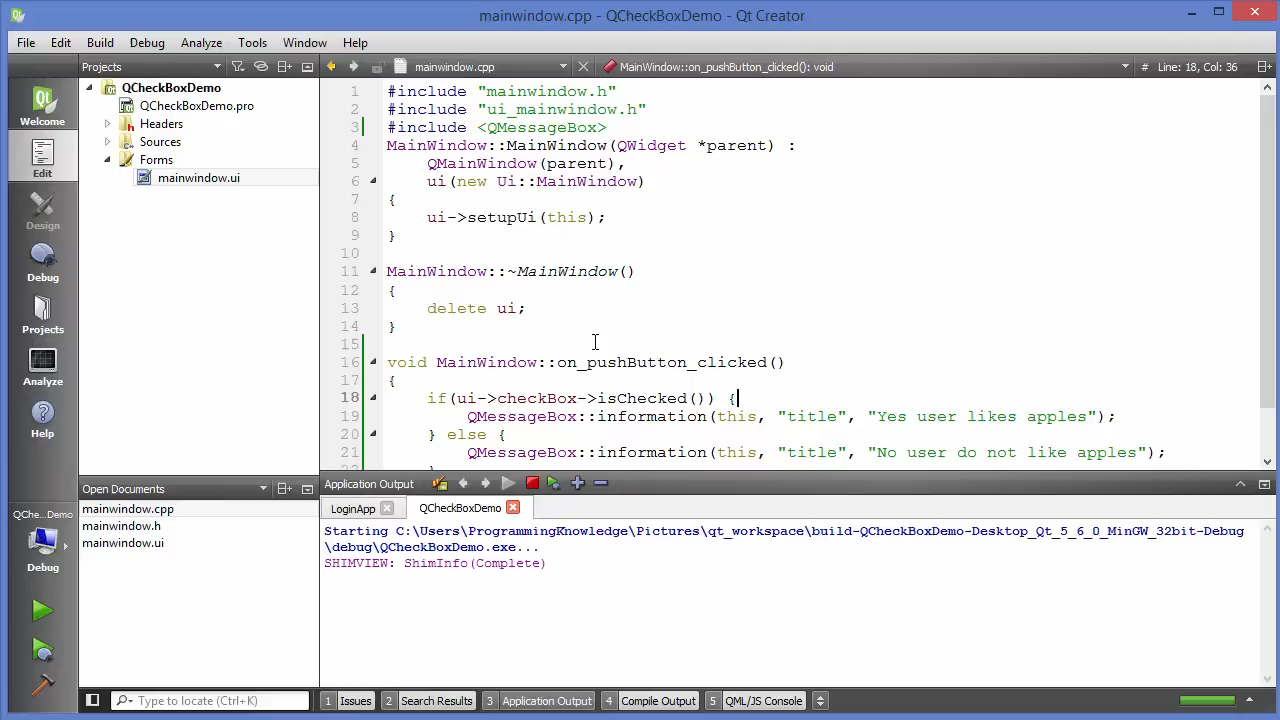 mainwindow.cpp - QCheckBoxDemo - Qt Creator
File Edit Build Debug Analyze Tools Window Help
Projects
mainwindow.cpp
MainWindow::on_pushButton_clicked(): void
# Line: 18, Col: 36
Welcome
Edit
Design
Debug
Projects
Analyze
Help
QChe...Demo
Debug
QCheckBoxDemo
QCheckBoxDemo.pro
Headers
Sources
Forms
mainwindow.ui
Open Documents
mainwindow.cpp
mainwindow.h
mainwindow.ui
1 #include "mainwindow.h"
2 #include "ui_mainwindow.h"
3 #include <QMessageBox>
4 MainWindow::MainWindow(QWidget *parent) :
5 QMainWindow(parent),
6 ui(new Ui::MainWindow)
7 {
8 ui->setupUi(this);
9 }
10
11 MainWindow::~MainWindow()
12 {
13 delete ui;
14 }
15
16 void MainWindow::on_pushButton_clicked()
17 {
18 if(ui->checkBox->isChecked()) {
19 QMessageBox::information(this, "title", "Yes user likes apples");
20 } else {
21 QMessageBox::information(this, "title", "No user do not like apples");
22 }
Application Output
LoginApp
QCheckBoxDemo
Starting C:\Users\ProgrammingKnowledge\Pictures\qt_workspace\build-QCheckBoxDemo-Desktop_Qt_5_6_0_MinGW_32bit-Debug
\debug\QCheckBoxDemo.exe...
SHIMVIEW: ShimInfo(Complete)
Type to locate (Ctrl+K)
1 Issues 2 Search Results 3 Application Output 4 Compile Output 5 QML/JS Console